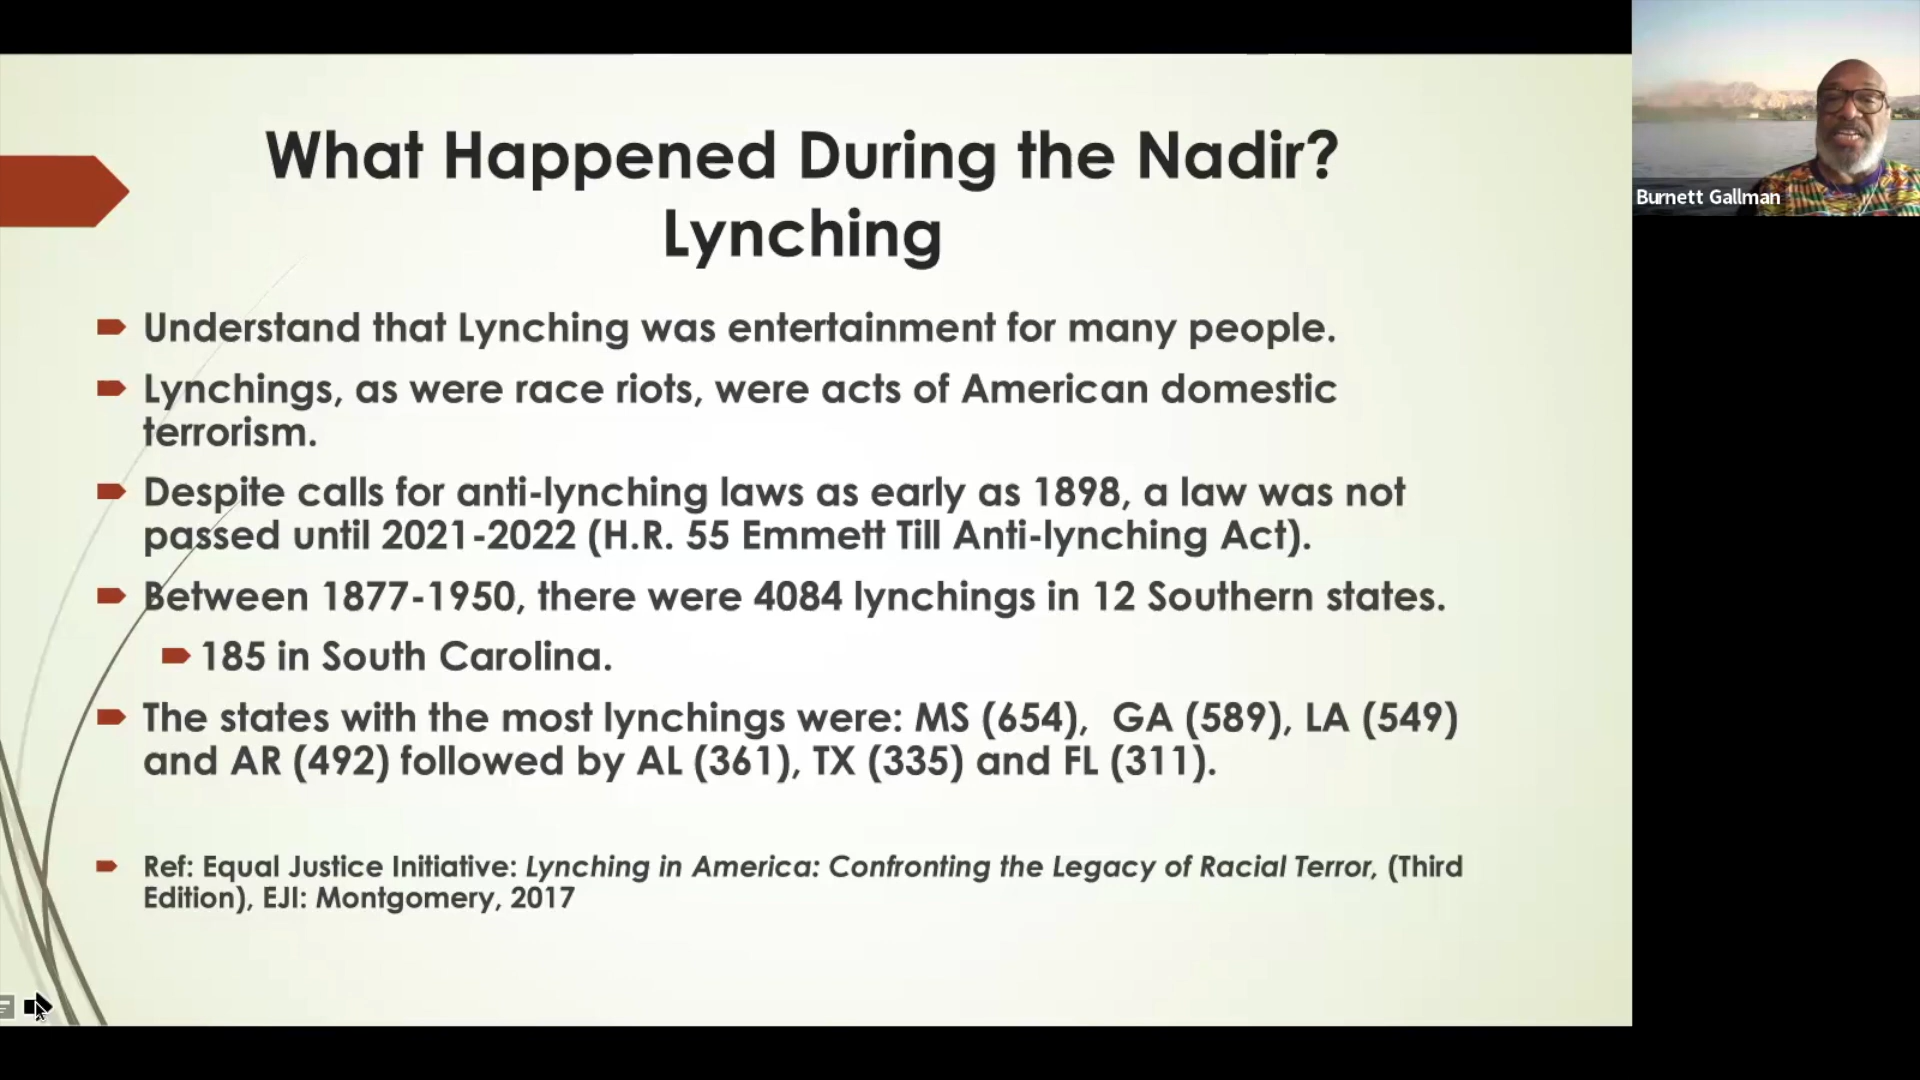 What Happened During the Nadir?
Lynching
Understand that Lynching was entertainment for many people.
Lynchings, as were race riots, were acts of American domestic
terrorism.
Despite calls for anti-lynching laws as early as 1898, a law was not
passed until 2021-2022 (H.R. 55 Emmett Till Anti-lynching Act).
Between 1877-1950, there were 4084 lynchings in 12 Southern states.
185 in South Carolina.
The states with the most lynchings were: MS (654),  GA (589), LA (549)
and AR (492) followed by AL (361), TX (335) and FL (311).
Ref: Equal Justice Initiative: Lynching in America: Confronting the Legacy of Racial Terror, (Third
Edition), EJI: Montgomery, 2017
Burnett Gallman